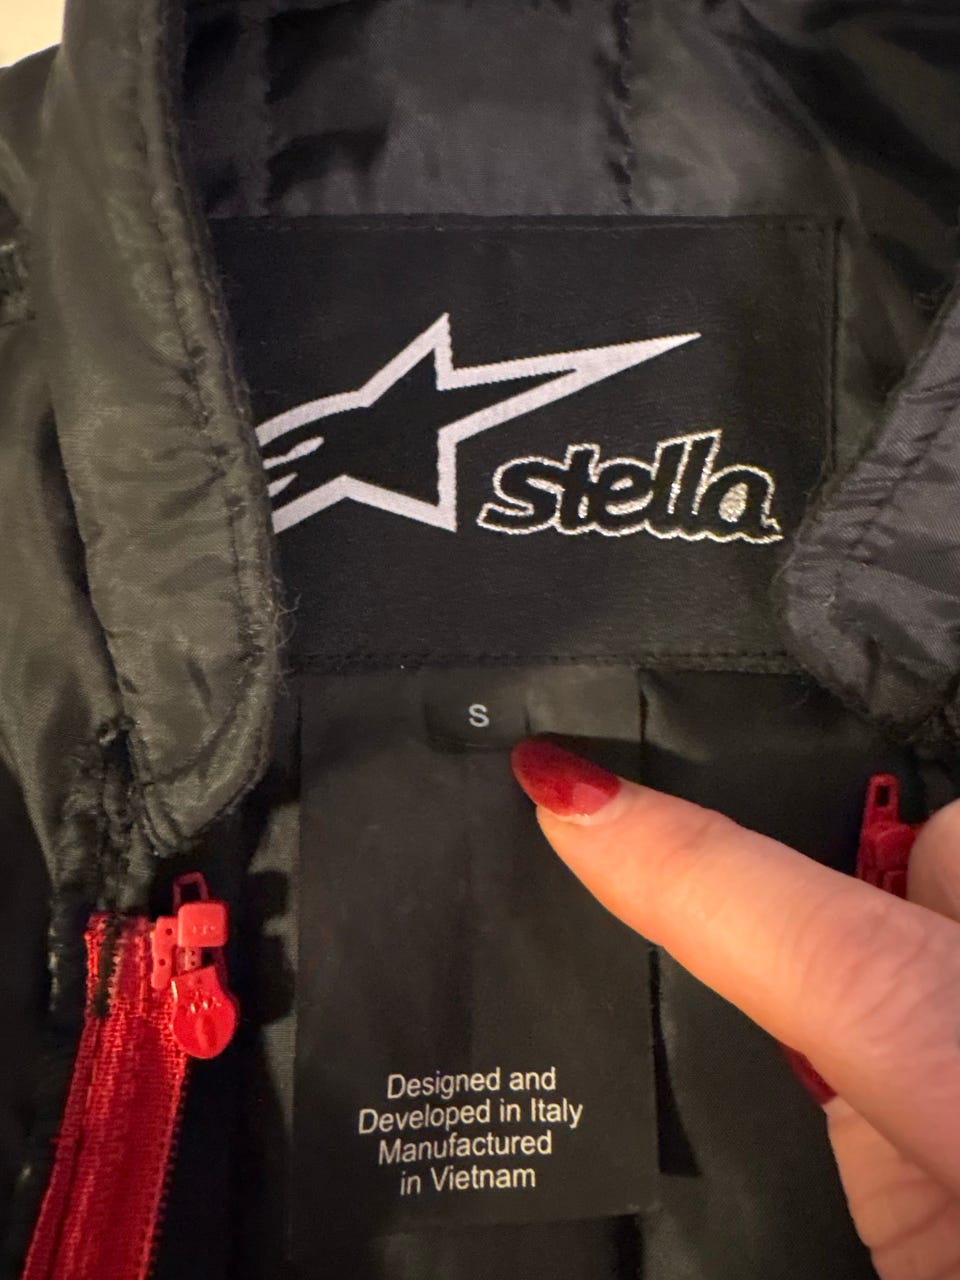 stella
S
Designed and
Developed in Italy
Manufactured
in Vietnam